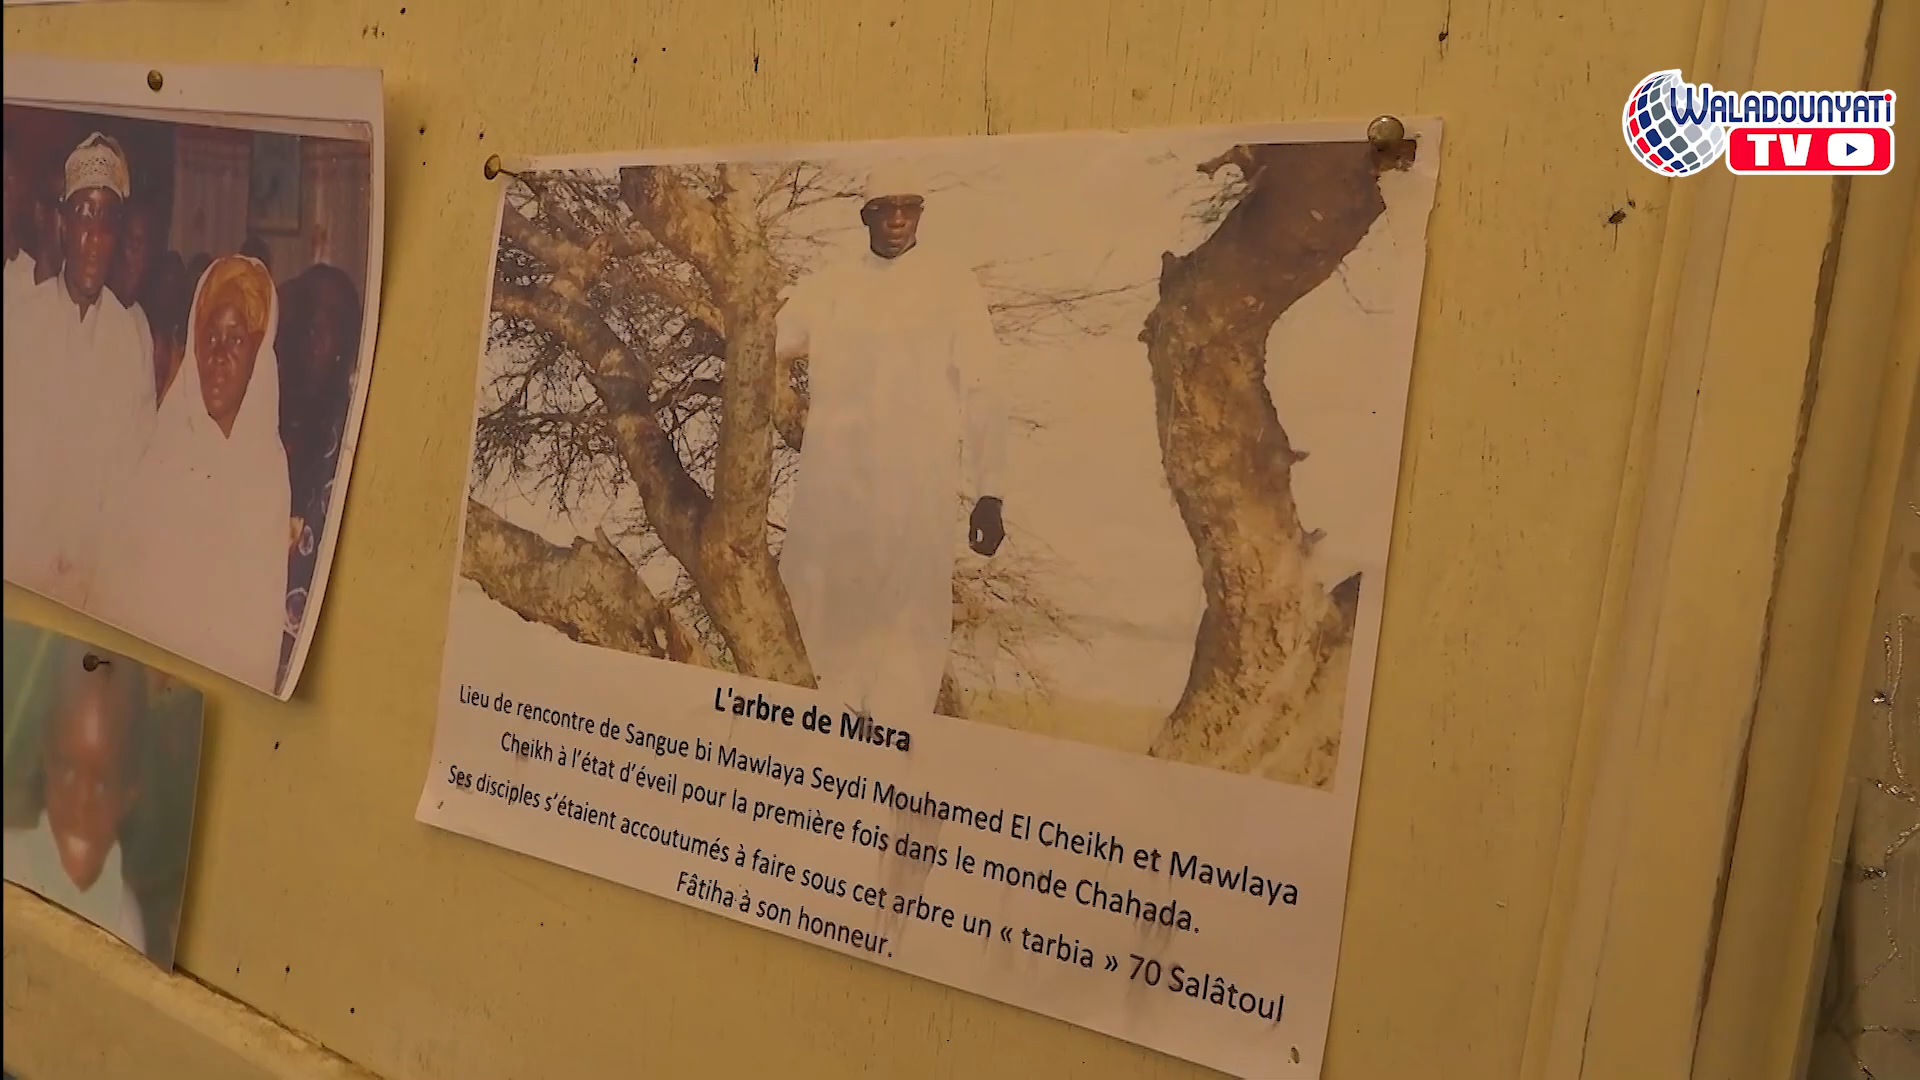 WALADOUNYATI
TV
L'arbre de Misra
Lieu de rencontre de Sangue bi Mawlaya Seydi Mouhamed El Cheikh et Mawlaya
Cheikh à l'état d'éveil pour la première fois dans le monde Chahada.
Ses disciples s'étaient accoutumés à faire sous cet arbre un « tarbia » 70 Salâtoul
Fâtiha à son honneur.